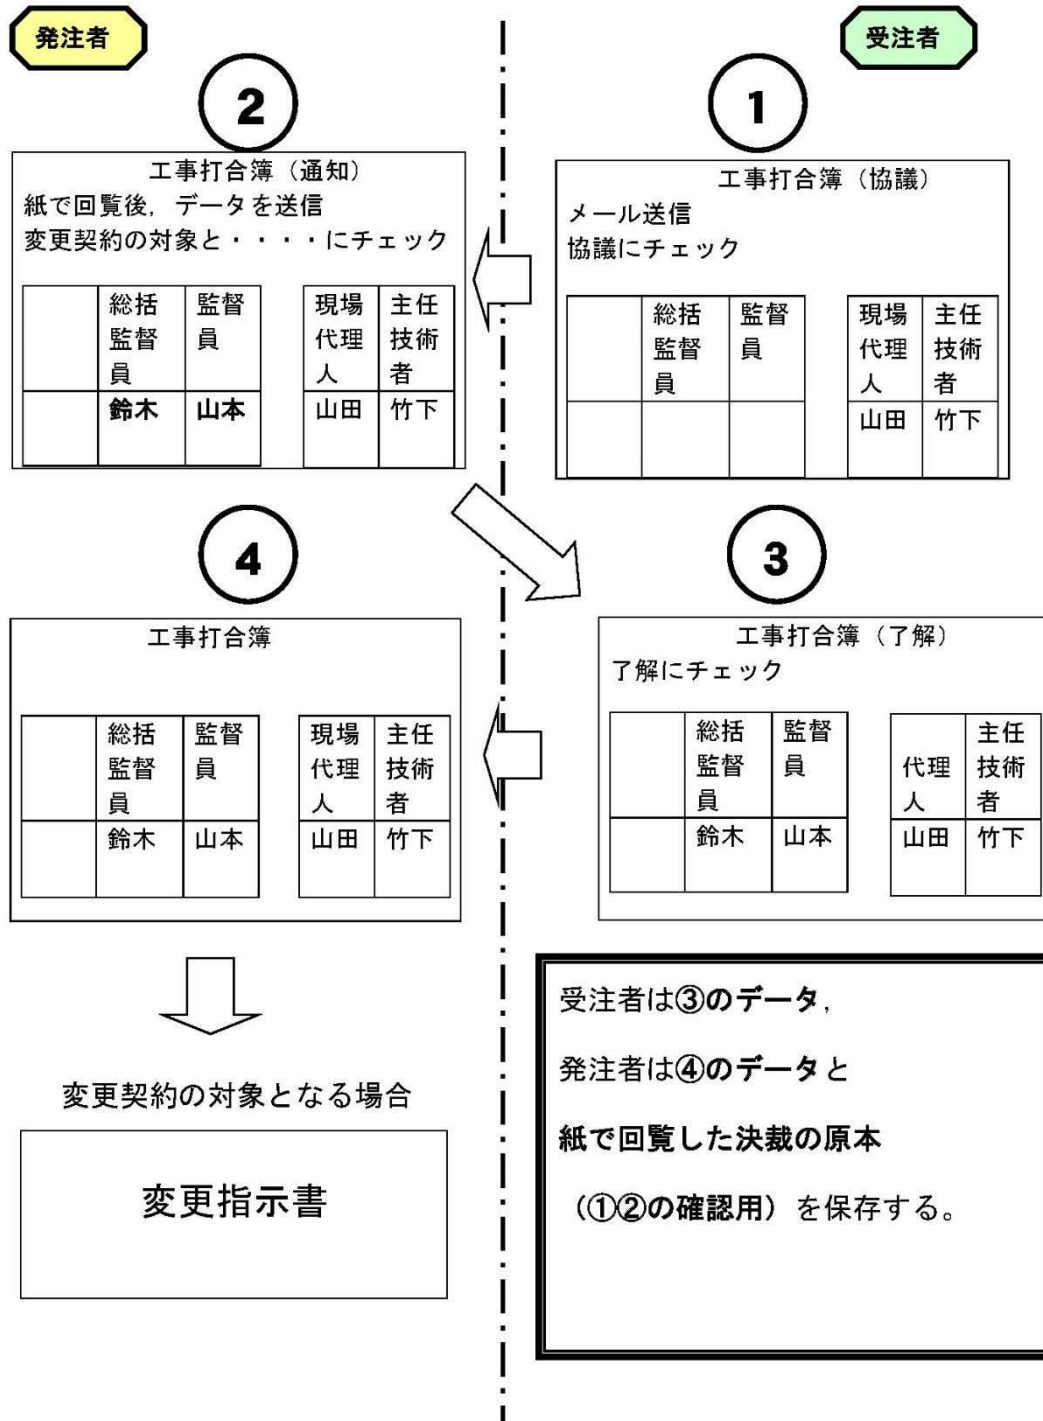 発注者
受注者
2
1
工事打合簿（通知）
紙で回覧後，データを送信
変更契約の対象と・・・・にチェック
総括監督員
監督員
現場代理人
主任技術者
鈴木
山本
山田
竹下
工事打合簿（協議）
メール送信
協議にチェック
総括監督員
監督員
現場代理人
主任技術者
山田
竹下
4
3
工事打合簿
総括監督員
監督員
現場代理人
主任技術者
鈴木
山本
山田
竹下
工事打合簿（了解）
了解にチェック
総括監督員
監督員
代理人
主任技術者
鈴木
山本
山田
竹下
変更契約の対象となる場合
変更指示書
受注者は③のデータ，
発注者は④のデータと
紙で回覧した決裁の原本
（①②の確認用）を保存する。